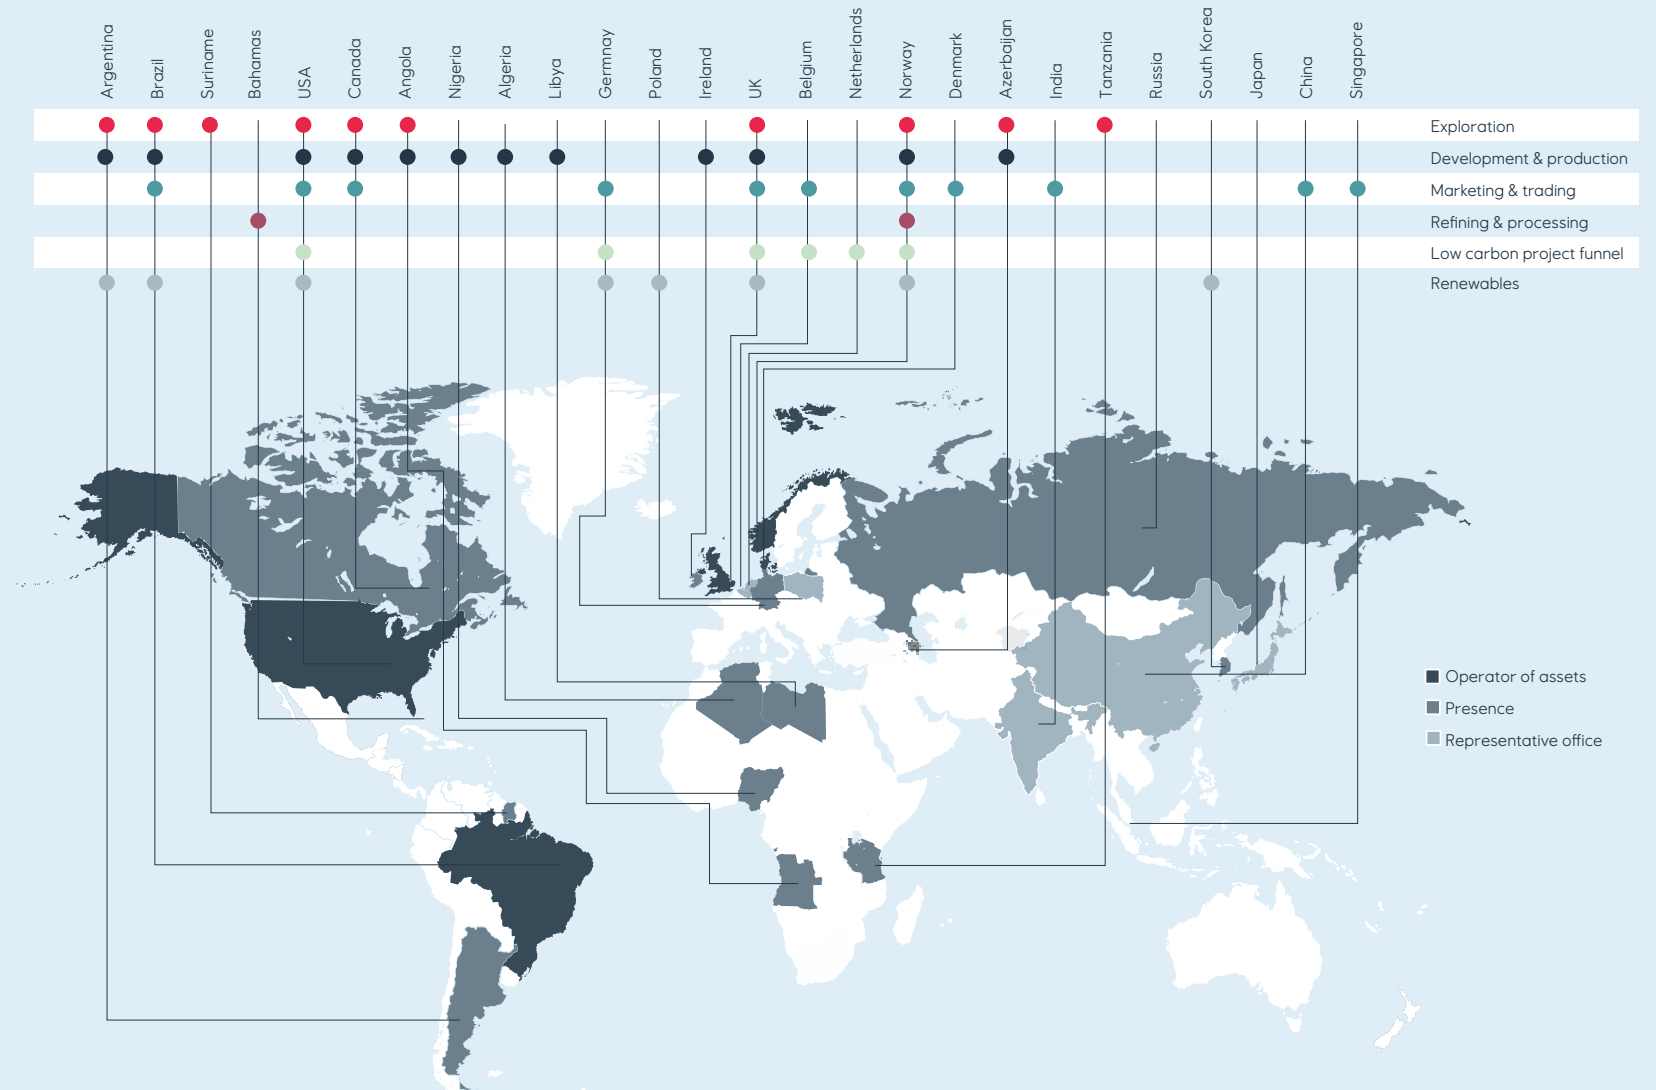 Argentina
Brazil
Suriname
Bahamas
USA
Canada
Angola
Nigeria
Algeria
Libya
Germnay
Poland
Ireland
UK
Belgium
Netherlands
Norway
Denmark
Azerbaijan
India
Tanzania
Russia
South Korea
Japan
China
Singapore
Exploration
Development & production
Marketing & trading
Refining & processing
Low carbon project funnel
Renewables
Operator of assets
Presence
Representative office